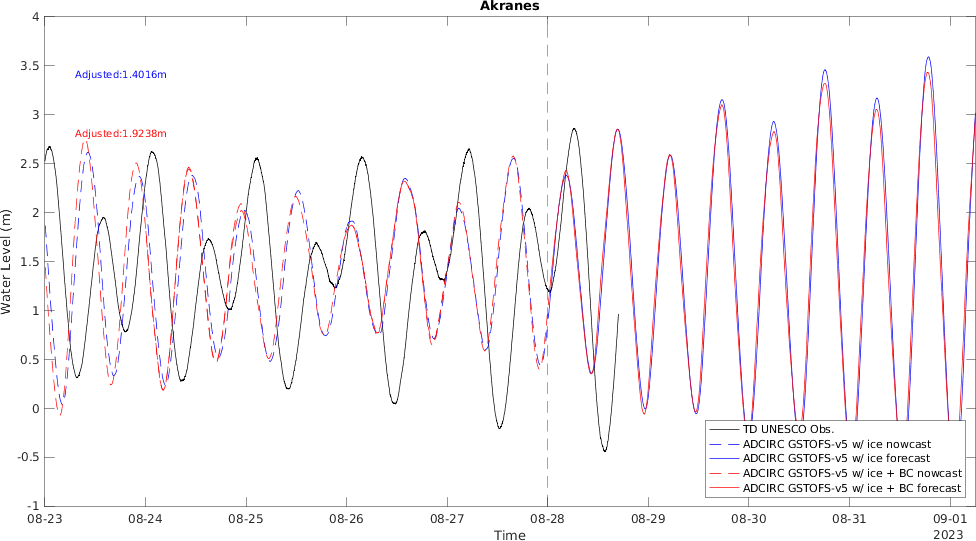 Akranes
4
3.5
3
2.5
2
1.5
1
0.5
0
-0.5
-1
Water Level (m)
Adjusted:1.4016m
Adjusted:1.9238m
TD UNESCO Obs.
ADCIRC GSTOFS-v5 w/ ice nowcast
ADCIRC GSTOFS-v5 w/ ice forecast
ADCIRC GSTOFS-v5 w/ ice + BC nowcast
ADCIRC GSTOFS-v5 w/ ice + BC forecast
08-23 08-24 08-25 08-26 08-27 08-28 08-29 08-30 08-31 09-01
Time 2023